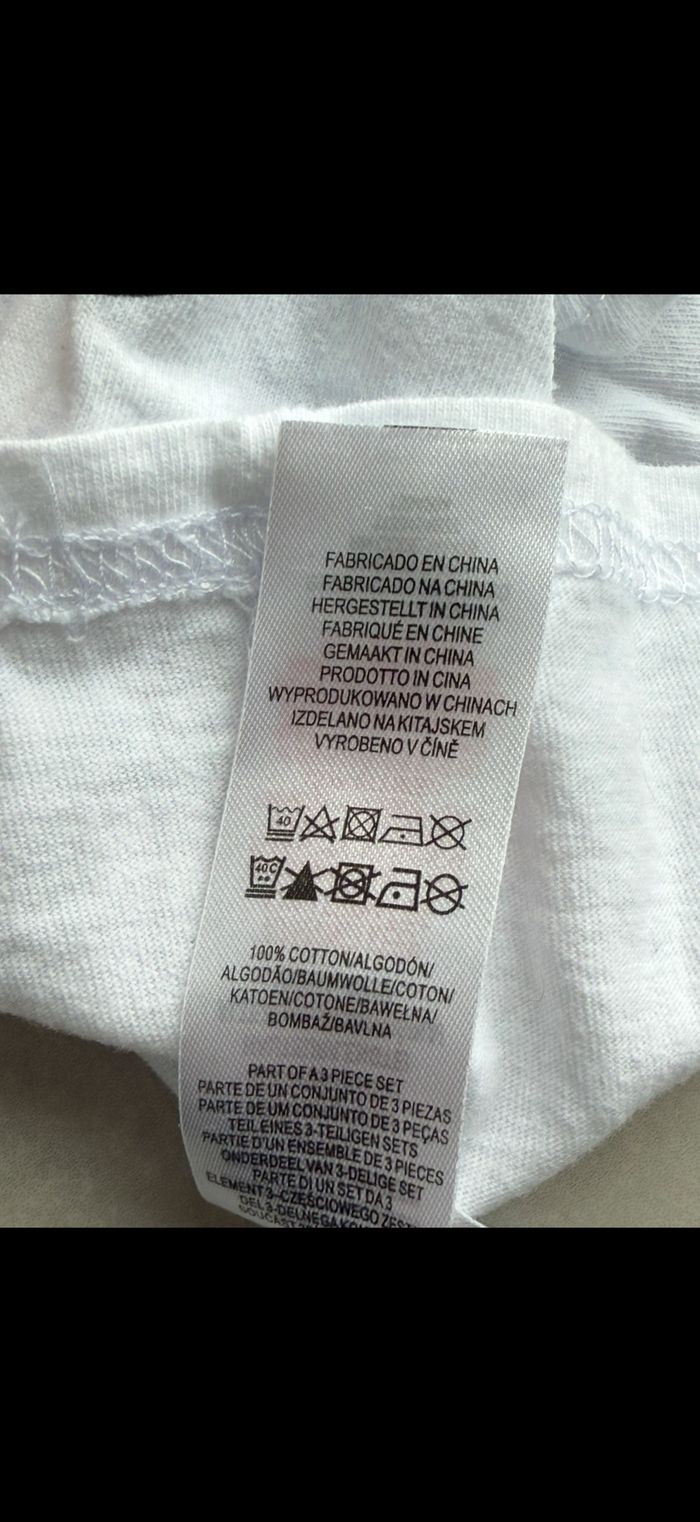 FABRICADO EN CHINA
FABRICADO NA CHINA
HERGESTELLT IN CHINA
FABRIQUÉ EN CHINE
GEMAAKT IN CHINA
PRODOTTO IN CINA
WYPRODUKOWANO W CHINACH
IZDELANO NA KITAJSKEM
VYROBENO V ČÍNĚ
40
40C
100% COTTON/ALGODÓN/
ALGODÃO/BAUMWOLLE/COTON/
KATOEN/COTONE/BAWEŁNA/
BOMBAŽ/BAVLNA
PART OF A 3 PIECE SET
PARTE DE UN CONJUNTO DE 3 PIEZAS
PARTE DE UM CONJUNTO DE 3 PEÇAS
TEIL EINES 3-TEILIGEN SETS
PARTIE D'UN ENSEMBLE DE 3 PIECES
ONDERDEEL VAN 3-DELIGE SET
PARTE DI UN SET DA 3
ELEMENT 3-CZEŚCIOWEGO